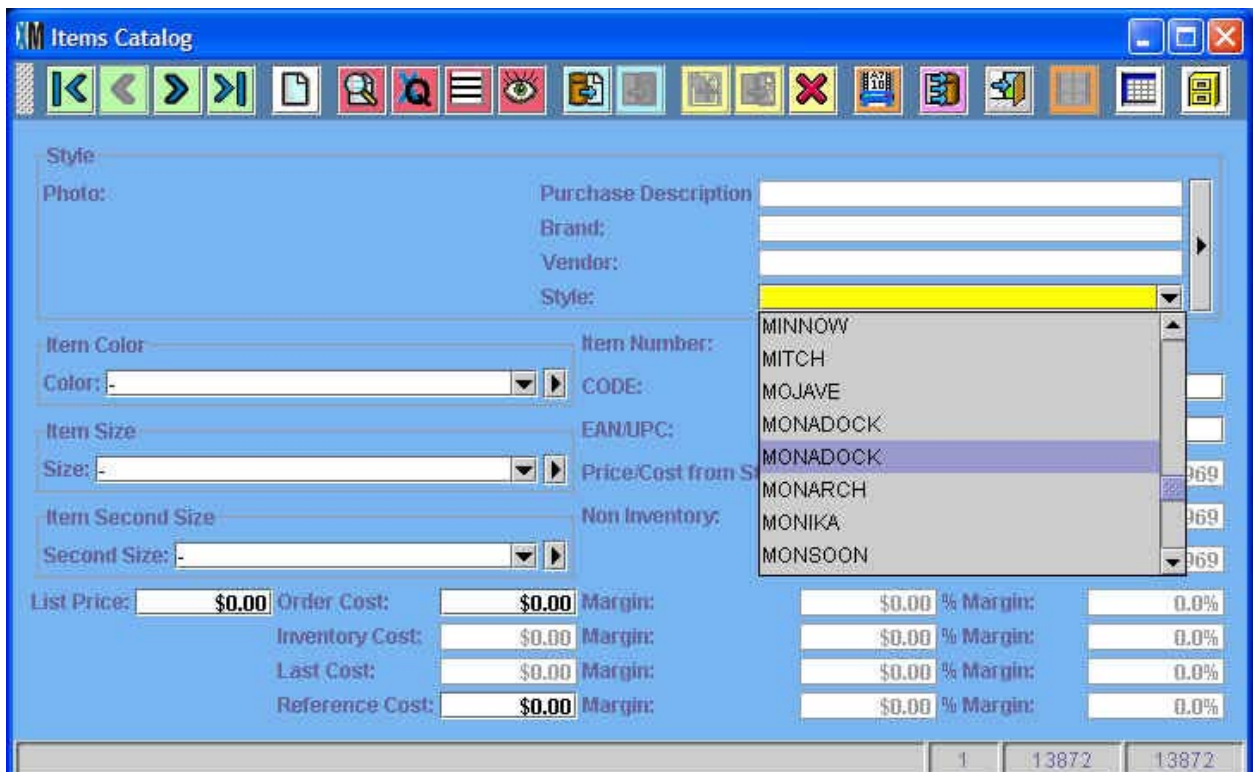 XM Items Catalog
Style
Photo:
Purchase Description
Brand:
Vendor:
Style:
MINNOW
MITCH
MOJAVE
MONADOCK
MONADOCK
MONARCH
MONIKA
MONSOON
Item Color
Color: -
Item Size
Size: -
Item Second Size
Second Size: -
Item Number:
CODE:
EAN/UPC:
Price/Cost from S
969
Non Inventory:
969
969
List Price: $0.00 Order Cost: $0.00 Margin: $0.00 % Margin: 0.0%
Inventory Cost: $0.00 Margin: $0.00 % Margin: 0.0%
Last Cost: $0.00 Margin: $0.00 % Margin: 0.0%
Reference Cost: $0.00 Margin: $0.00 % Margin: 0.0%
1 13872 13872